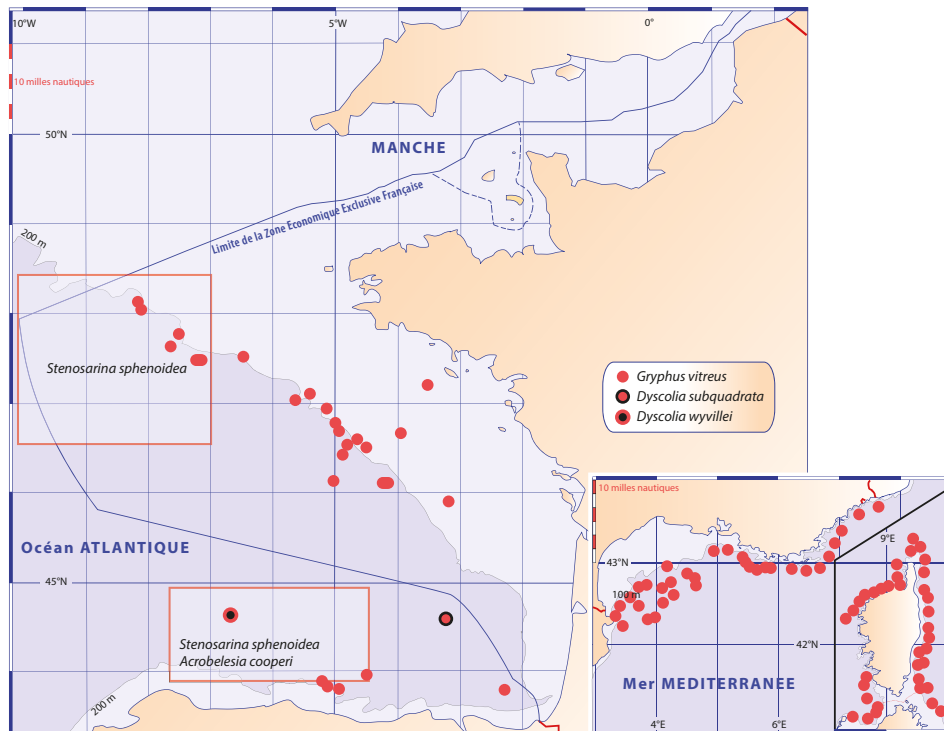 10°W
5°W
0°
10 milles nautiques
50°N
MANCHE
Limite de la Zone Economique Exclusive Française
200 m
Stenosarina sphenoidea
Gryphus vitreus
Dyscolia subquadrata
Dyscolia wyvillei
Océan ATLANTIQUE
45°N
Stenosarina sphenoidea
Acrobelesia cooperi
200 m
10 milles nautiques
9°E
43°N
43°N
100 m
42°N
Mer MEDITERRANEE
4°E
6°E